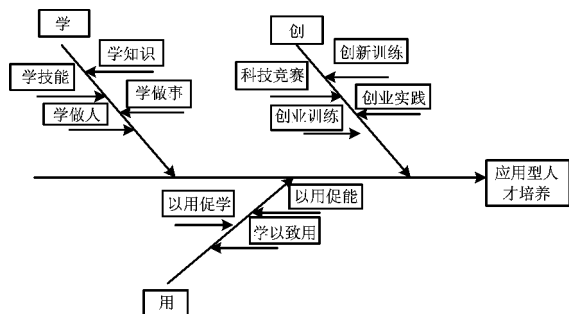 学
创
学知识
创新训练
学技能
科技竞赛
学做事
创业实践
学做人
创业训练
应用型人
才培养
以用促学
以用促能
学以致用
用